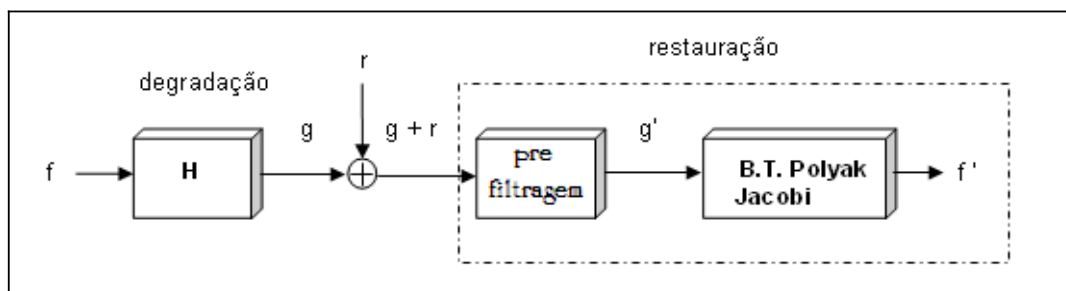 restauração
degradação
r
g
g + r
g'
f
H
pre
filtragem
B.T. Polyak
Jacobi
f '